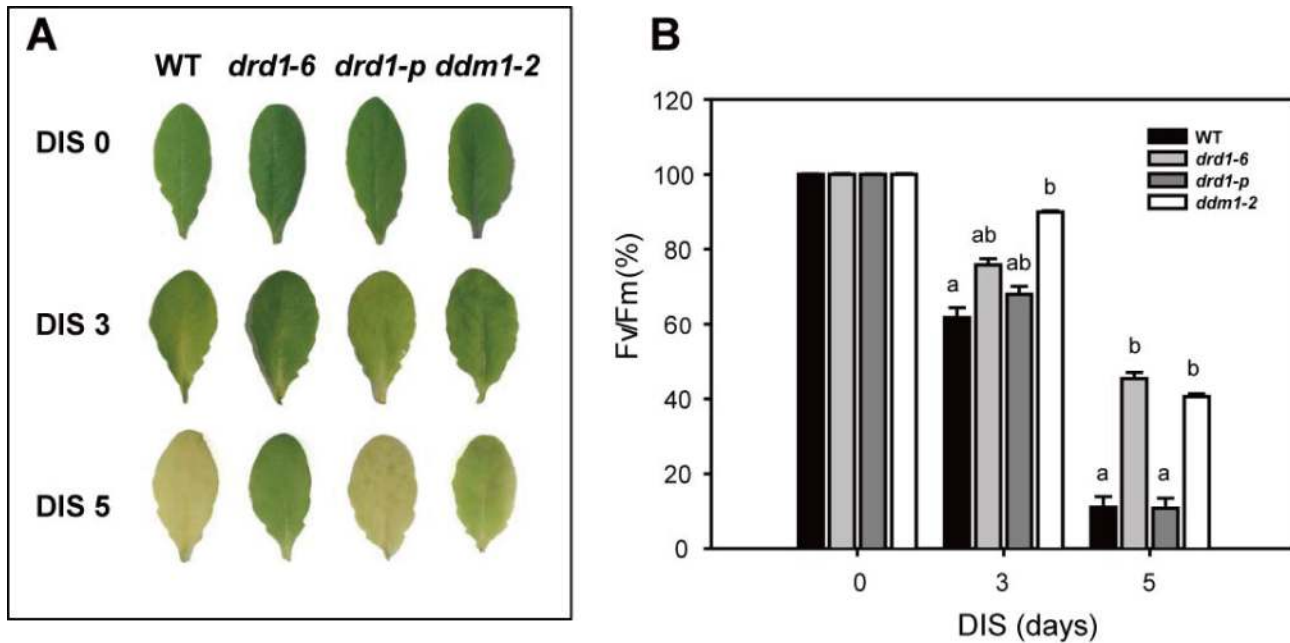 A
WT drd1-6 drd1-p ddm1-2
DIS 0
DIS 3
DIS 5
B
120
100
80
60
40
20
0
Fv/Fm(%)
WT
drd1-6
drd1-p
ddm1-2
a ab ab b
a b a b
0 3 5
DIS (days)